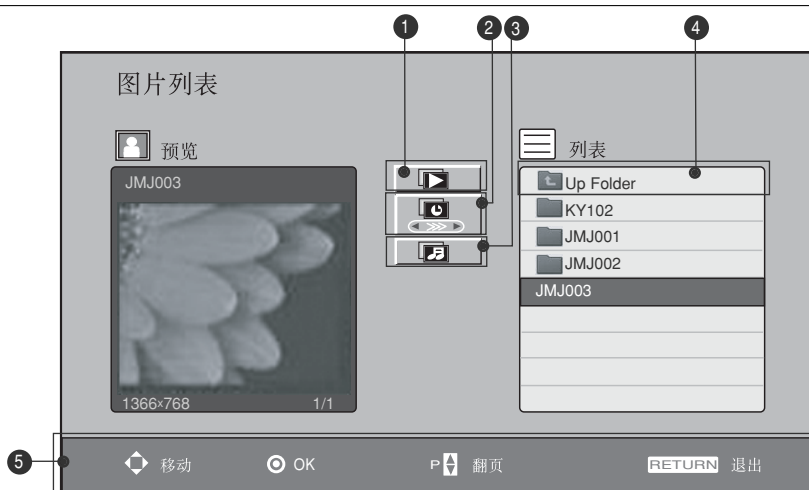 1 2 3 4
图片列表
预览
列表
JMJ003
Up Folder
KY102
JMJ001
JMJ002
JMJ003
1366×768 1/1
5
移动 OK P 翻页 RETURN 退出